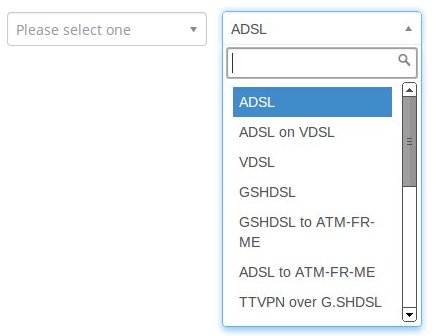 Please select one
ADSL
ADSL
ADSL on VDSL
VDSL
GSHDSL
GSHDSL to ATM-FR-
ME
ADSL to ATM-FR-ME
TTVPN over G.SHDSL